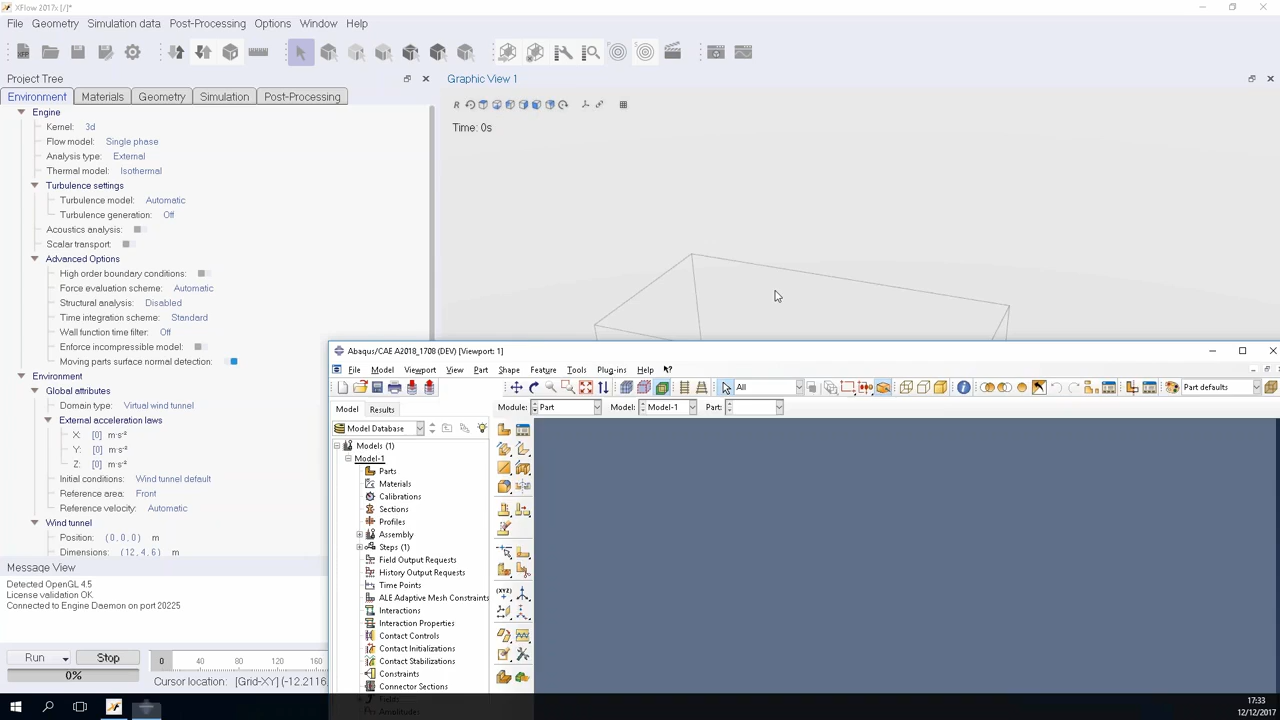 XFlow 2017x [/]*
File Geometry Simulation data Post-Processing Options Window Help
Project Tree
Graphic View 1
Environment Materials Geometry Simulation Post-Processing
Time: 0s
Engine
Kernel: 3d
Flow model: Single phase
Analysis type: External
Thermal model: Isothermal
Turbulence settings
Turbulence model: Automatic
Turbulence generation: Off
Acoustics analysis:
Scalar transport:
Advanced Options
High order boundary conditions:
Force evaluation scheme: Automatic
Structural analysis: Disabled
Time integration scheme: Standard
Wall function time filter: Off
Enforce incompressible model:
Moving parts surface normal detection:
Environment
Global attributes
Domain type: Virtual wind tunnel
External acceleration laws
X: [0] m·s⁻²
Y: [0] m·s⁻²
Z: [0] m·s⁻²
Initial conditions: Wind tunnel default
Reference area: Front
Reference velocity: Automatic
Wind tunnel
Position: (0,0,0) m
Dimensions: (12,4,6) m
Message View
Detected OpenGL 4.5
License validation OK
Connected to Engine Daemon on port 20225
Run Stop 0 40 80 120 160
0% Cursor location: [Grid-XY] (-12.2116
Abaqus/CAE A2018_1708 (DEV) [Viewport: 1]
File Model Viewport View Part Shape Feature Tools Plug-ins Help
All Part defaults
Model Results Module: Part Model: Model-1 Part:
Model Database
Models (1)
Model-1
Parts
Materials
Calibrations
Sections
Profiles
Assembly
Steps (1)
Field Output Requests
History Output Requests
Time Points
ALE Adaptive Mesh Constraints
Interactions
Interaction Properties
Contact Controls
Contact Initializations
Contact Stabilizations
Constraints
Connector Sections
Fields
Amplitudes
17:33
12/12/2017